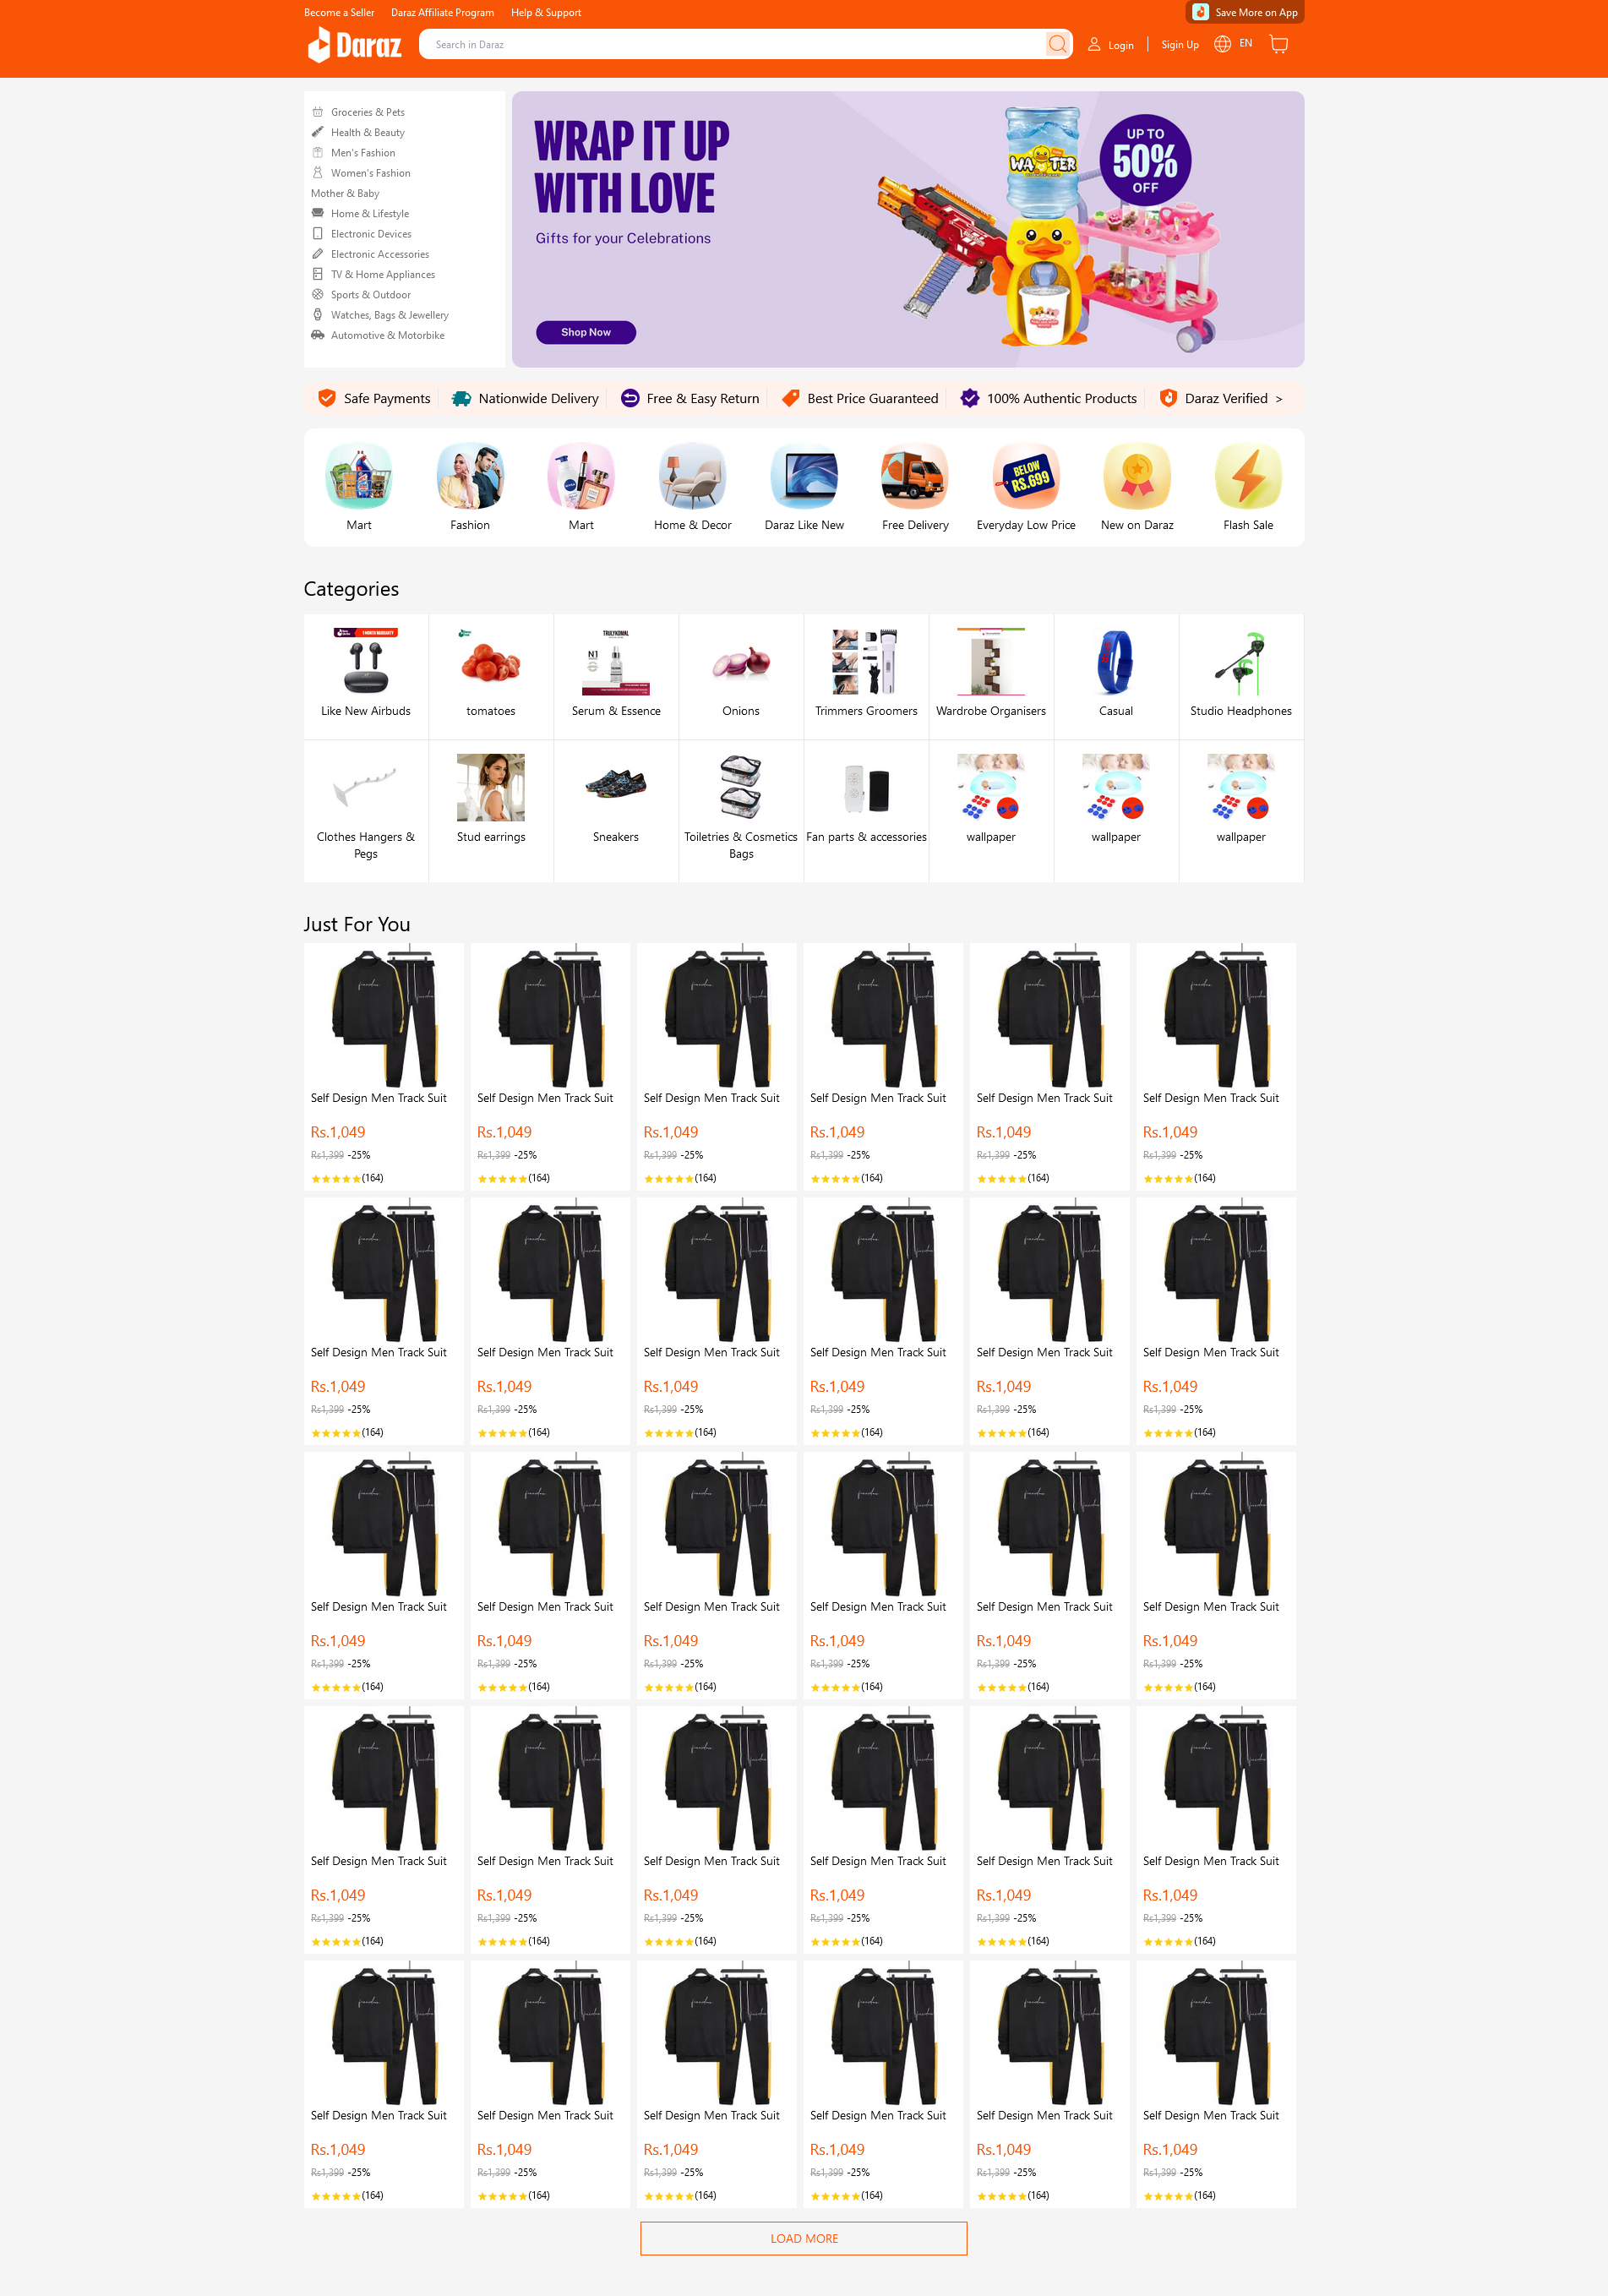 Become a Seller Daraz Affiliate Program Help & Support Save More on App
Daraz Search in Daraz Login Sigin Up EN
Groceries & Pets
Health & Beauty
Men's Fashion
Women's Fashion
Mother & Baby
Home & Lifestyle
Electronic Devices
Electronic Accessories
TV & Home Appliances
Sports & Outdoor
Watches, Bags & Jewellery
Automotive & Motorbike
WRAP IT UP
WITH LOVE
Gifts for your Celebrations
Shop Now
WATER
UP TO
50%
OFF
Safe Payments Nationwide Delivery Free & Easy Return Best Price Guaranteed 100% Authentic Products Daraz Verified >
BELOW
RS.699
Mart Fashion Mart Home & Decor Daraz Like New Free Delivery Everyday Low Price New on Daraz Flash Sale
Categories
TRULYKOMAL
N1
Like New Airbuds tomatoes Serum & Essence Onions Trimmers Groomers Wardrobe Organisers Casual Studio Headphones
Clothes Hangers & Pegs Stud earrings Sneakers Toiletries & Cosmetics Bags Fan parts & accessories wallpaper wallpaper wallpaper
Just For You
Self Design Men Track Suit Self Design Men Track Suit Self Design Men Track Suit Self Design Men Track Suit Self Design Men Track Suit Self Design Men Track Suit
Rs.1,049 Rs.1,049 Rs.1,049 Rs.1,049 Rs.1,049 Rs.1,049
Rs1,399 -25% Rs1,399 -25% Rs1,399 -25% Rs1,399 -25% Rs1,399 -25% Rs1,399 -25%
(164) (164) (164) (164) (164) (164)
Self Design Men Track Suit Self Design Men Track Suit Self Design Men Track Suit Self Design Men Track Suit Self Design Men Track Suit Self Design Men Track Suit
Rs.1,049 Rs.1,049 Rs.1,049 Rs.1,049 Rs.1,049 Rs.1,049
Rs1,399 -25% Rs1,399 -25% Rs1,399 -25% Rs1,399 -25% Rs1,399 -25% Rs1,399 -25%
(164) (164) (164) (164) (164) (164)
Self Design Men Track Suit Self Design Men Track Suit Self Design Men Track Suit Self Design Men Track Suit Self Design Men Track Suit Self Design Men Track Suit
Rs.1,049 Rs.1,049 Rs.1,049 Rs.1,049 Rs.1,049 Rs.1,049
Rs1,399 -25% Rs1,399 -25% Rs1,399 -25% Rs1,399 -25% Rs1,399 -25% Rs1,399 -25%
(164) (164) (164) (164) (164) (164)
Self Design Men Track Suit Self Design Men Track Suit Self Design Men Track Suit Self Design Men Track Suit Self Design Men Track Suit Self Design Men Track Suit
Rs.1,049 Rs.1,049 Rs.1,049 Rs.1,049 Rs.1,049 Rs.1,049
Rs1,399 -25% Rs1,399 -25% Rs1,399 -25% Rs1,399 -25% Rs1,399 -25% Rs1,399 -25%
(164) (164) (164) (164) (164) (164)
Self Design Men Track Suit Self Design Men Track Suit Self Design Men Track Suit Self Design Men Track Suit Self Design Men Track Suit Self Design Men Track Suit
Rs.1,049 Rs.1,049 Rs.1,049 Rs.1,049 Rs.1,049 Rs.1,049
Rs1,399 -25% Rs1,399 -25% Rs1,399 -25% Rs1,399 -25% Rs1,399 -25% Rs1,399 -25%
(164) (164) (164) (164) (164) (164)
LOAD MORE